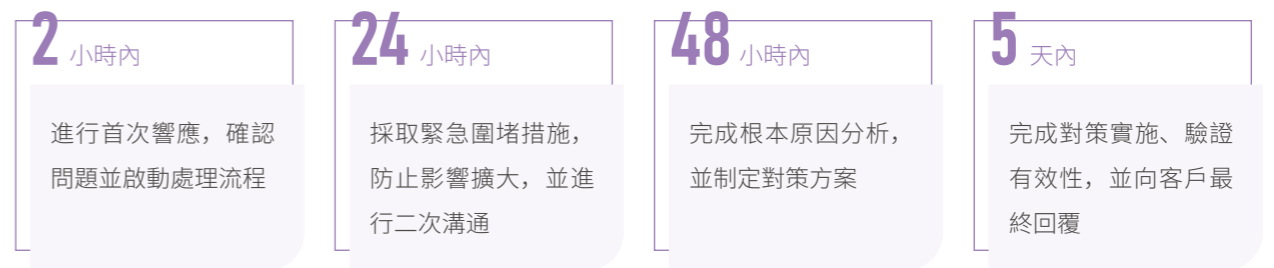 2 小時內
進行首次響應，確認
問題並啟動處理流程
24 小時內
採取緊急圍堵措施，
防止影響擴大，並進
行二次溝通
48 小時內
完成根本原因分析，
並制定對策方案
5 天內
完成對策實施、驗證
有效性，並向客戶最
終回覆